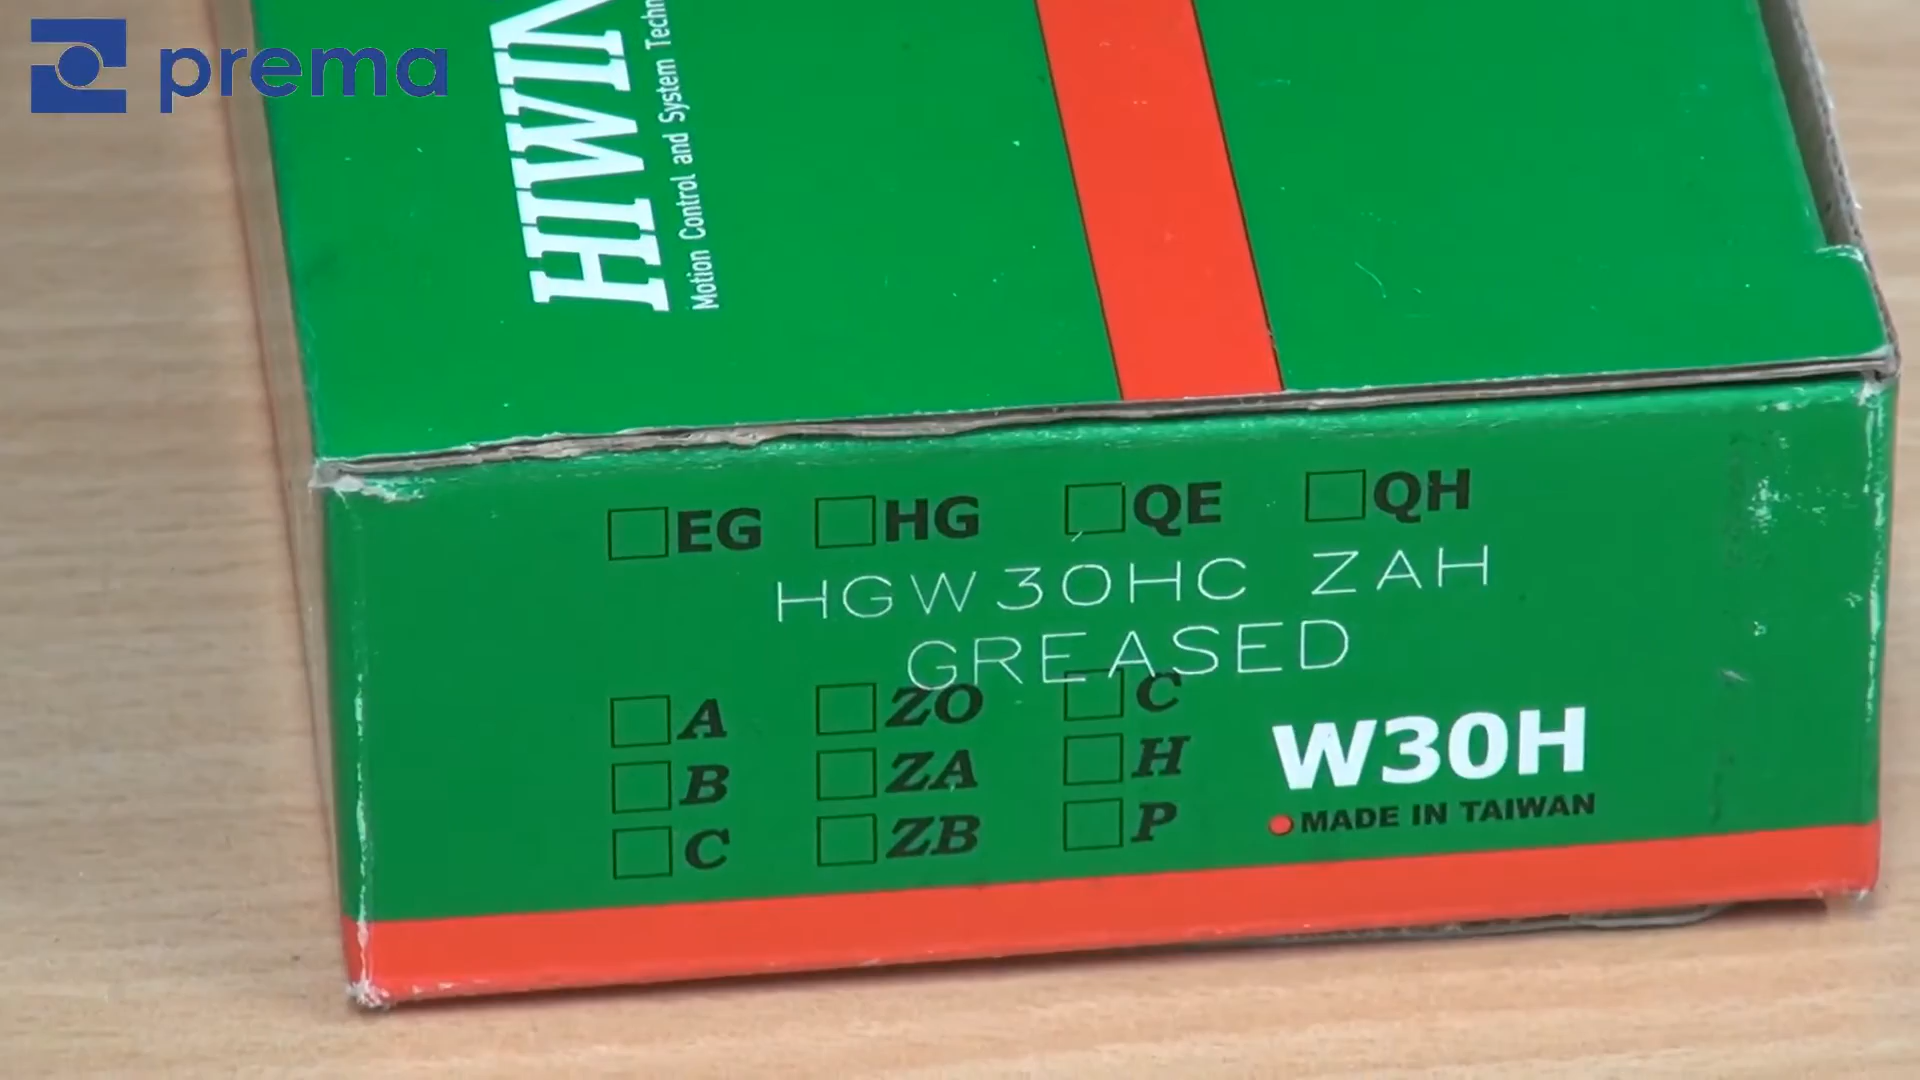 prema
HIWIN
Motion Control and System Techn
EG HG QE QH
HGW30HC ZAH
GREASED
A ZO C
B ZA H
C ZB P
W30H
MADE IN TAIWAN